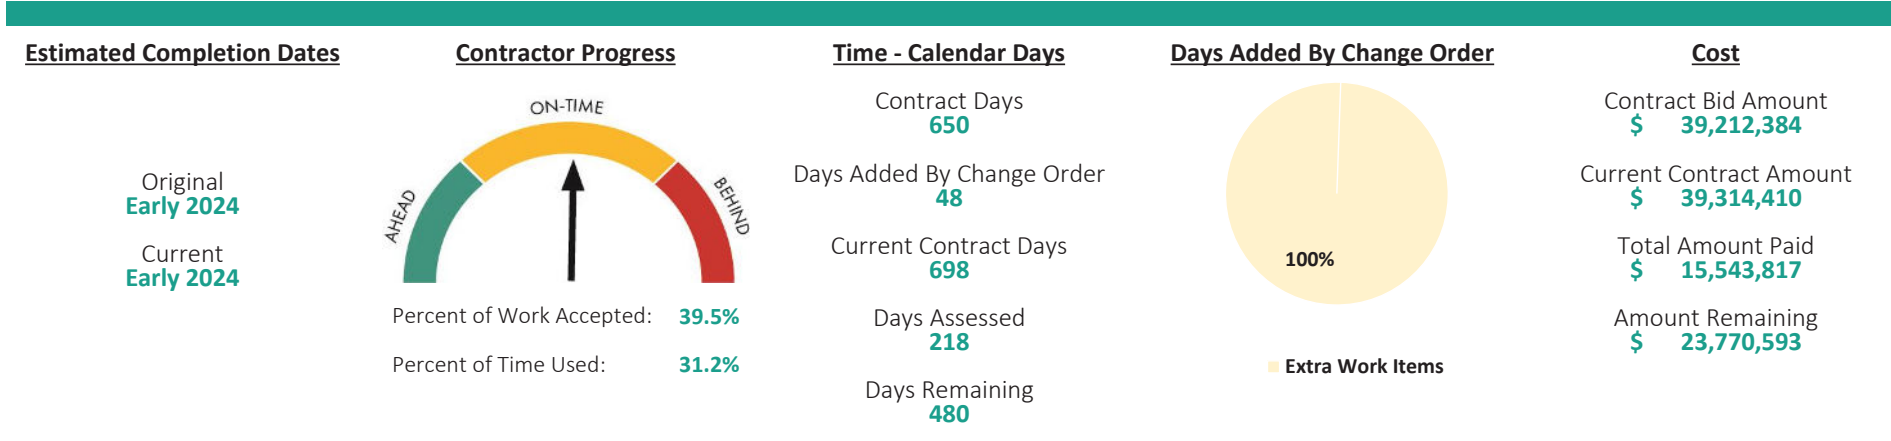 Estimated Completion Dates
Original
Early 2024
Current
Early 2024
Contractor Progress
ON-TIME
AHEAD
BEHIND
Percent of Work Accepted: 39.5%
Percent of Time Used: 31.2%
Time - Calendar Days
Contract Days
650
Days Added By Change Order
48
Current Contract Days
698
Days Assessed
218
Days Remaining
480
Days Added By Change Order
100%
Extra Work Items
Cost
Contract Bid Amount
$ 39,212,384
Current Contract Amount
$ 39,314,410
Total Amount Paid
$ 15,543,817
Amount Remaining
$ 23,770,593